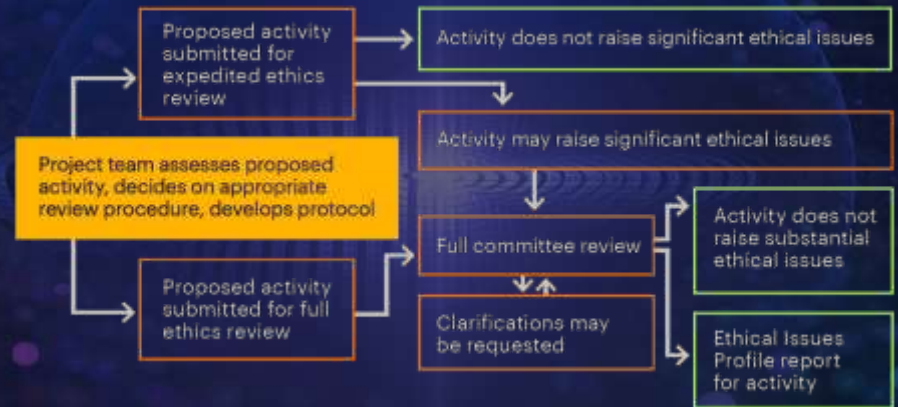 Proposed activity
submitted for
expedited ethics
review
Activity does not raise significant ethical issues
Activity may raise significant ethical issues
Project team assesses proposed
activity, decides on appropriate
review procedure, develops protocol
Full committee review
Activity does not
raise substantial
ethical issues
Proposed activity
submitted for full
ethics review
Clarifications may
be requested
Ethical Issues
Profile report
for activity